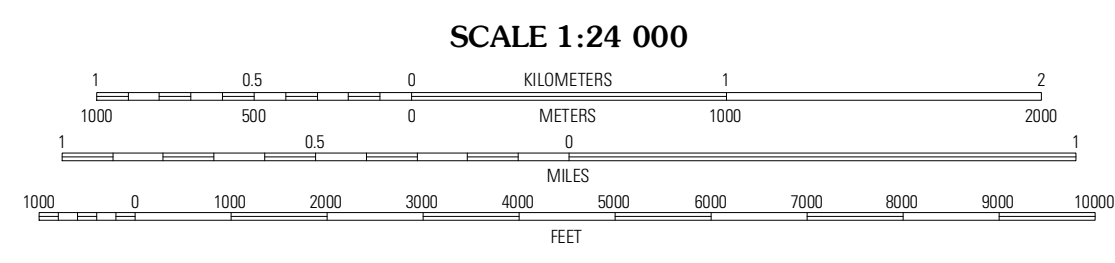 SCALE 1:24 000
1 0.5 0 KILOMETERS 1 2
1000 500 0 METERS 1000 2000
1 0.5 0 1
MILES
1000 0 1000 2000 3000 4000 5000 6000 7000 8000 9000 10000
FEET